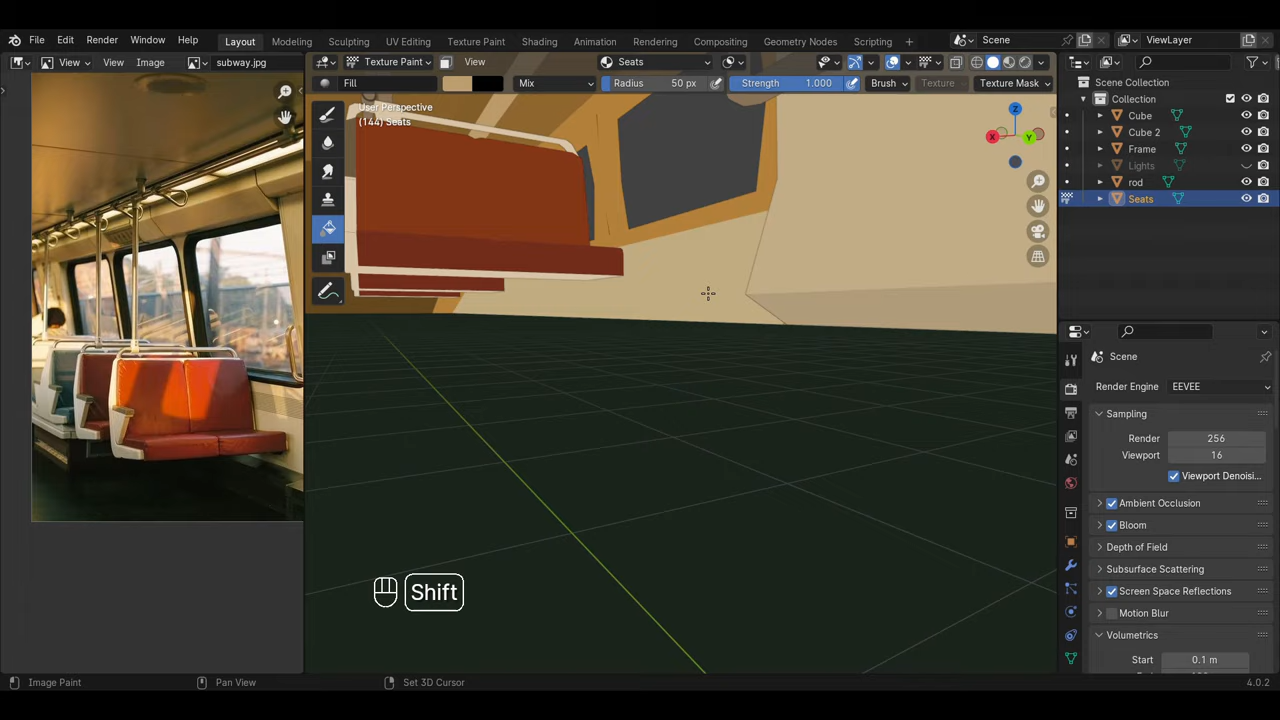 File Edit Render Window Help Layout Modeling Sculpting UV Editing Texture Paint Shading Animation Rendering Compositing Geometry Nodes Scripting + Scene ViewLayer
View View Image subway.jpg Texture Paint View Seats
Fill Mix Radius 50 px Strength 1.000 Brush Texture Texture Mask
Scene Collection
Collection
Cube
Cube 2
Frame
Lights
rod
Seats
User Perspective
(144) Seats
Z
X Y
Scene
Render Engine EEVEE
Sampling
Render 256
Viewport 16
Viewport Denoisi...
Ambient Occlusion
Bloom
Depth of Field
Subsurface Scattering
Screen Space Reflections
Motion Blur
Volumetrics
Start 0.1 m
Shift
Image Paint Pan View Set 3D Cursor 4.0.2